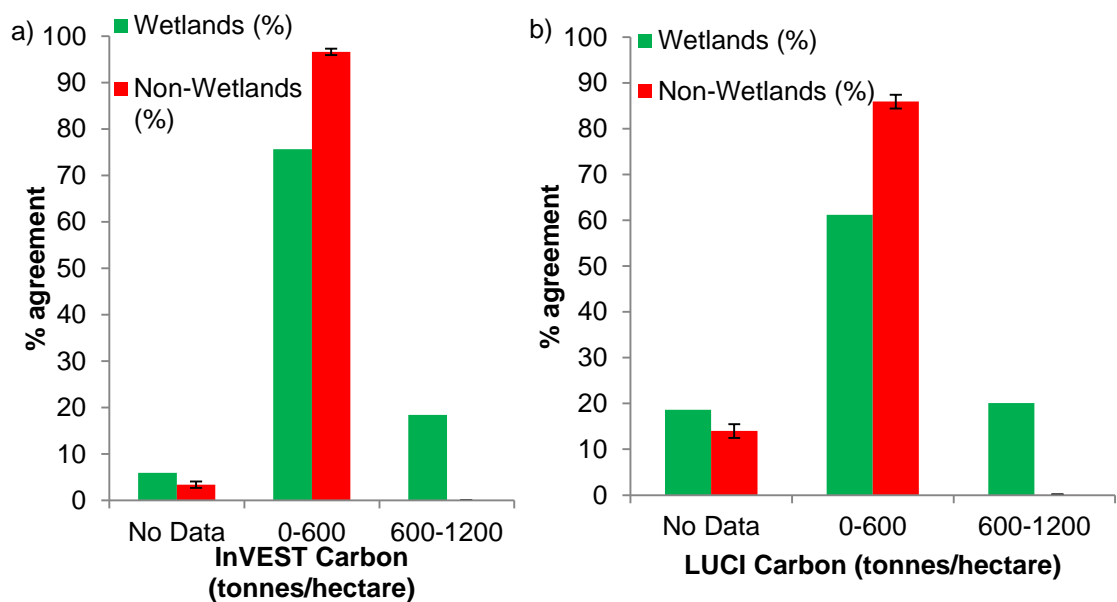 a)
Wetlands (%)
Non-Wetlands
(%)
100
90
80
70
60
50
40
30
20
10
0
% agreement
No Data
0-600
600-1200
InVEST Carbon
(tonnes/hectare)
b)
Wetlands (%)
Non-Wetlands (%)
100
90
80
70
60
50
40
30
20
10
0
% agreement
No Data
0-600
600-1200
LUCI Carbon (tonnes/hectare)